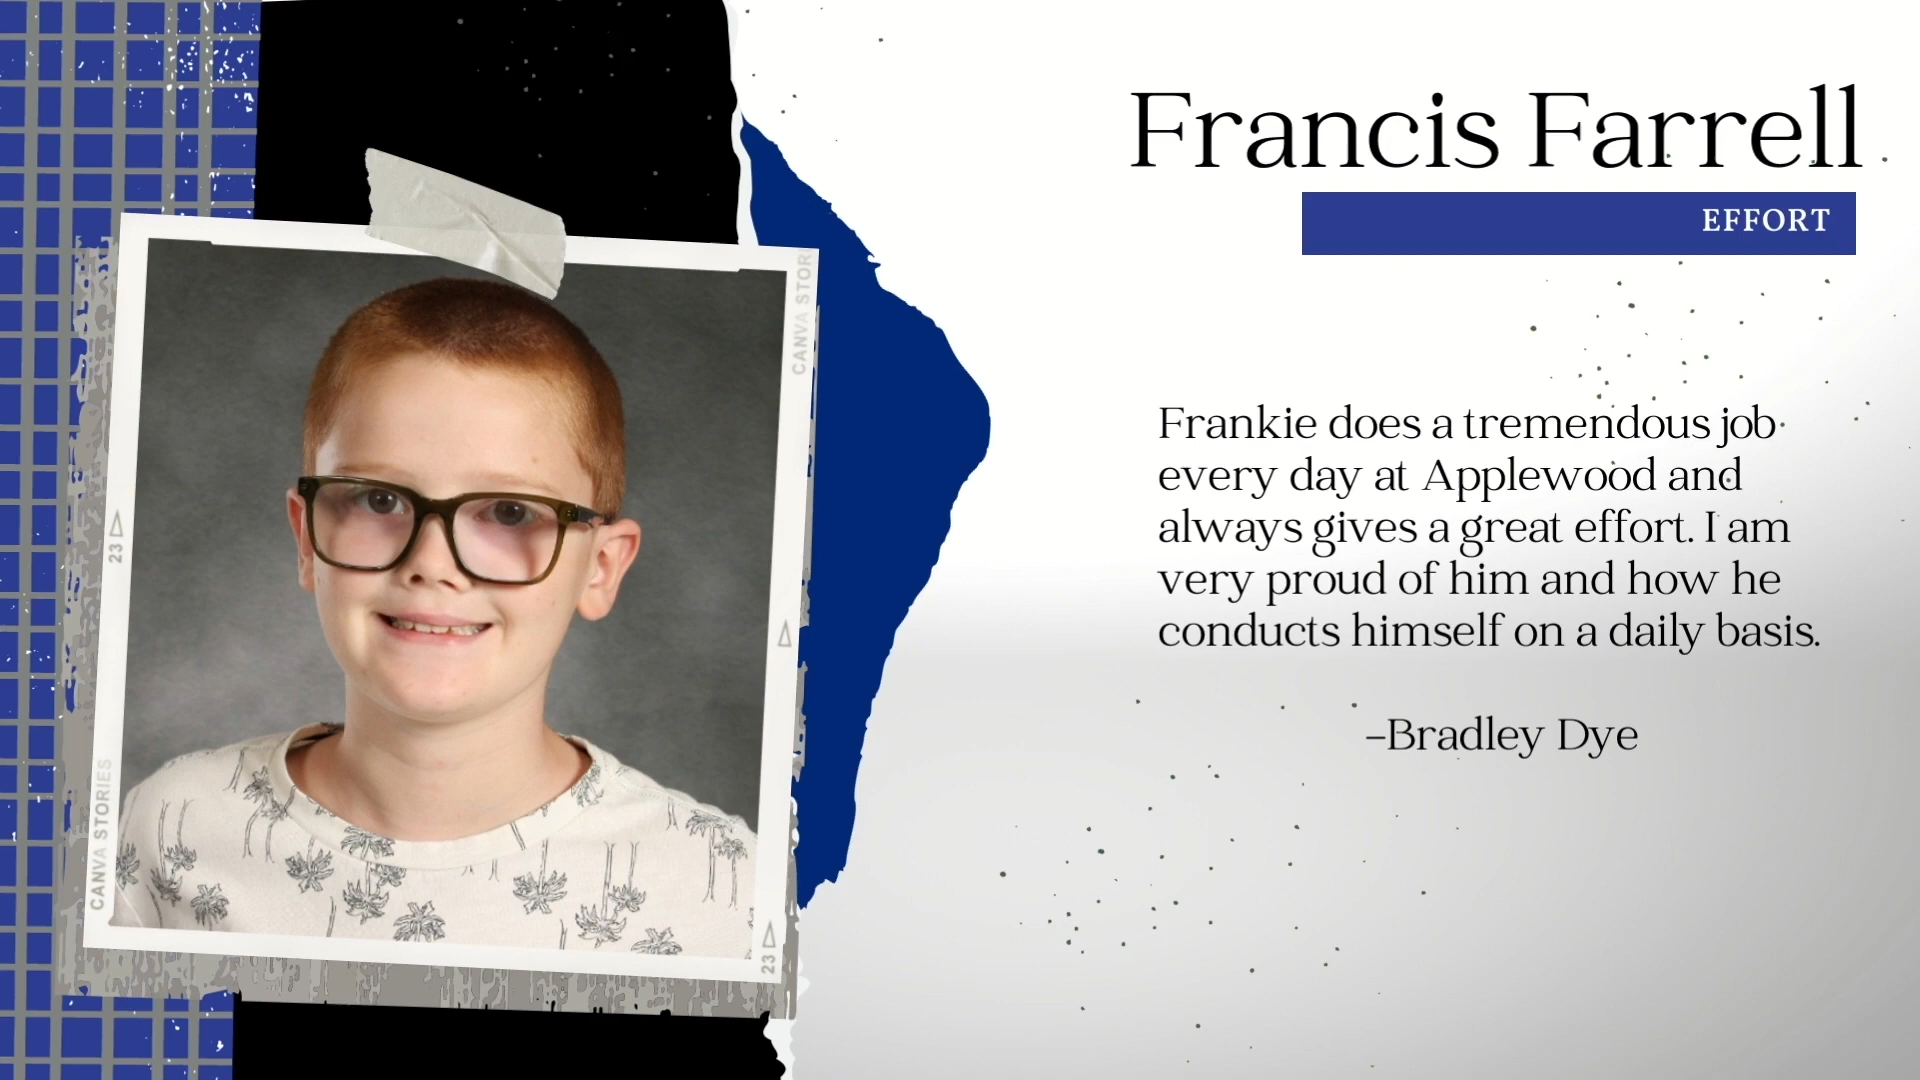 Francis Farrell
EFFORT
Frankie does a tremendous job
every day at Applewood and
always gives a great effort. I am
very proud of him and how he
conducts himself on a daily basis.
–Bradley Dye
CANVA STOR
23
CANVA STORIES
23